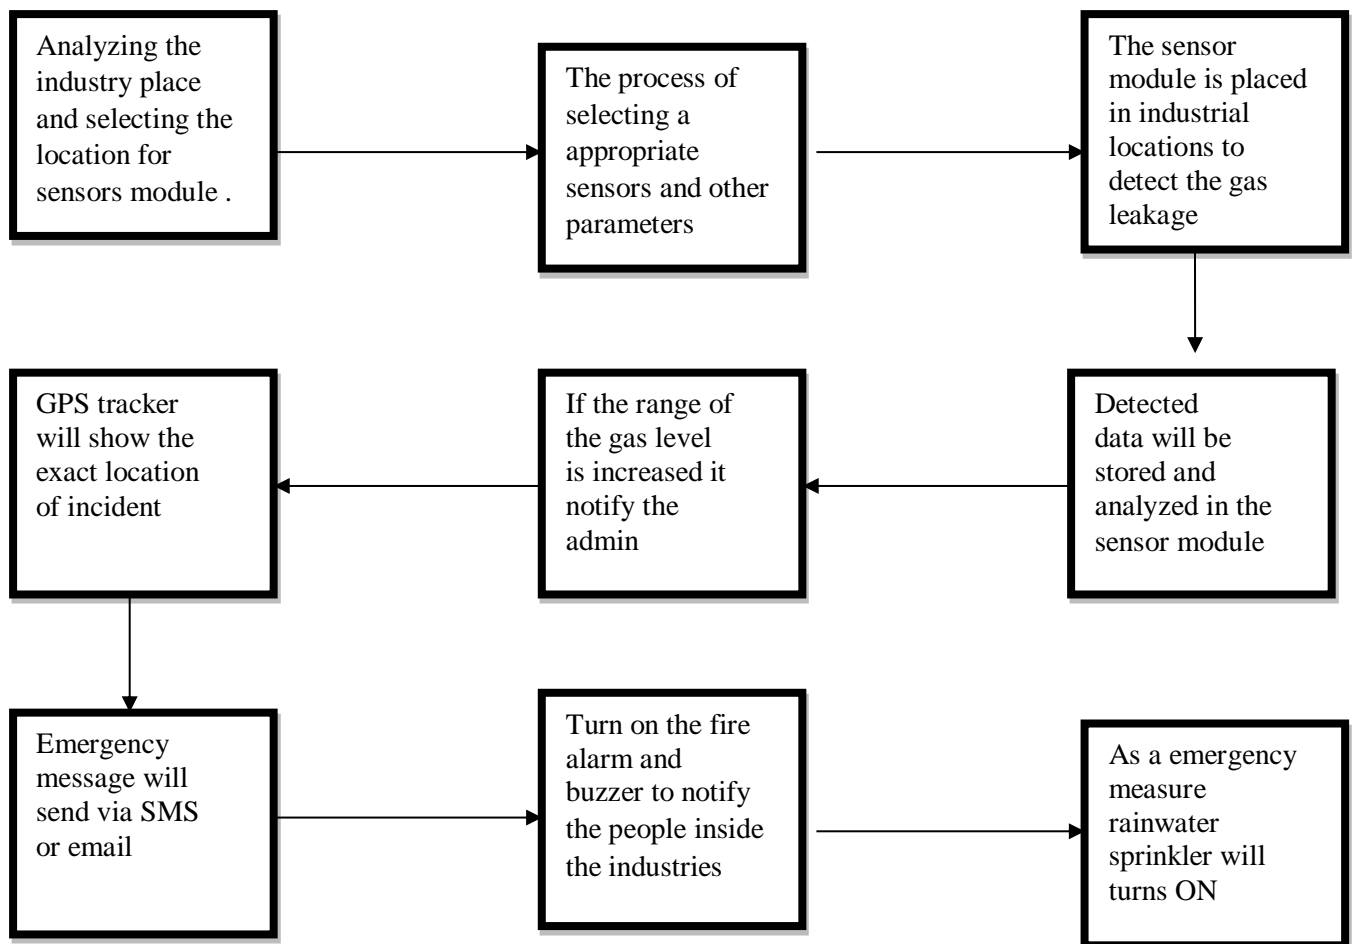 Analyzing the
industry place
and selecting the
location for
sensors module .
The process of
selecting a
appropriate
sensors and other
parameters
The sensor
module is placed
in industrial
locations to
detect the gas
leakage
Detected
data will be
stored and
analyzed in the
sensor module
If the range of
the gas level
is increased it
notify the
admin
GPS tracker
will show the
exact location
of incident
Emergency
message will
send via SMS
or email
Turn on the fire
alarm and
buzzer to notify
the people inside
the industries
As a emergency
measure
rainwater
sprinkler will
turns ON